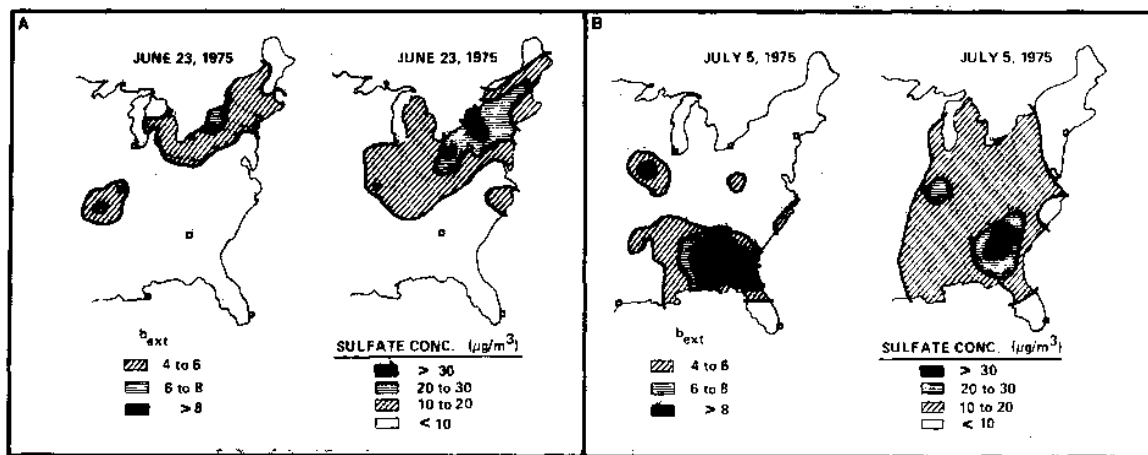 A
JUNE 23, 1975
JUNE 23, 1975
b ext
4 to 6
6 to 8
> 8
SULFATE CONC. (µg/m³)
> 30
20 to 30
10 to 20
< 10
B
JULY 5, 1975
JULY 5, 1975
b ext
4 to 6
6 to 8
> 8
SULFATE CONC. (µg/m³)
> 30
20 to 30
10 to 20
< 10